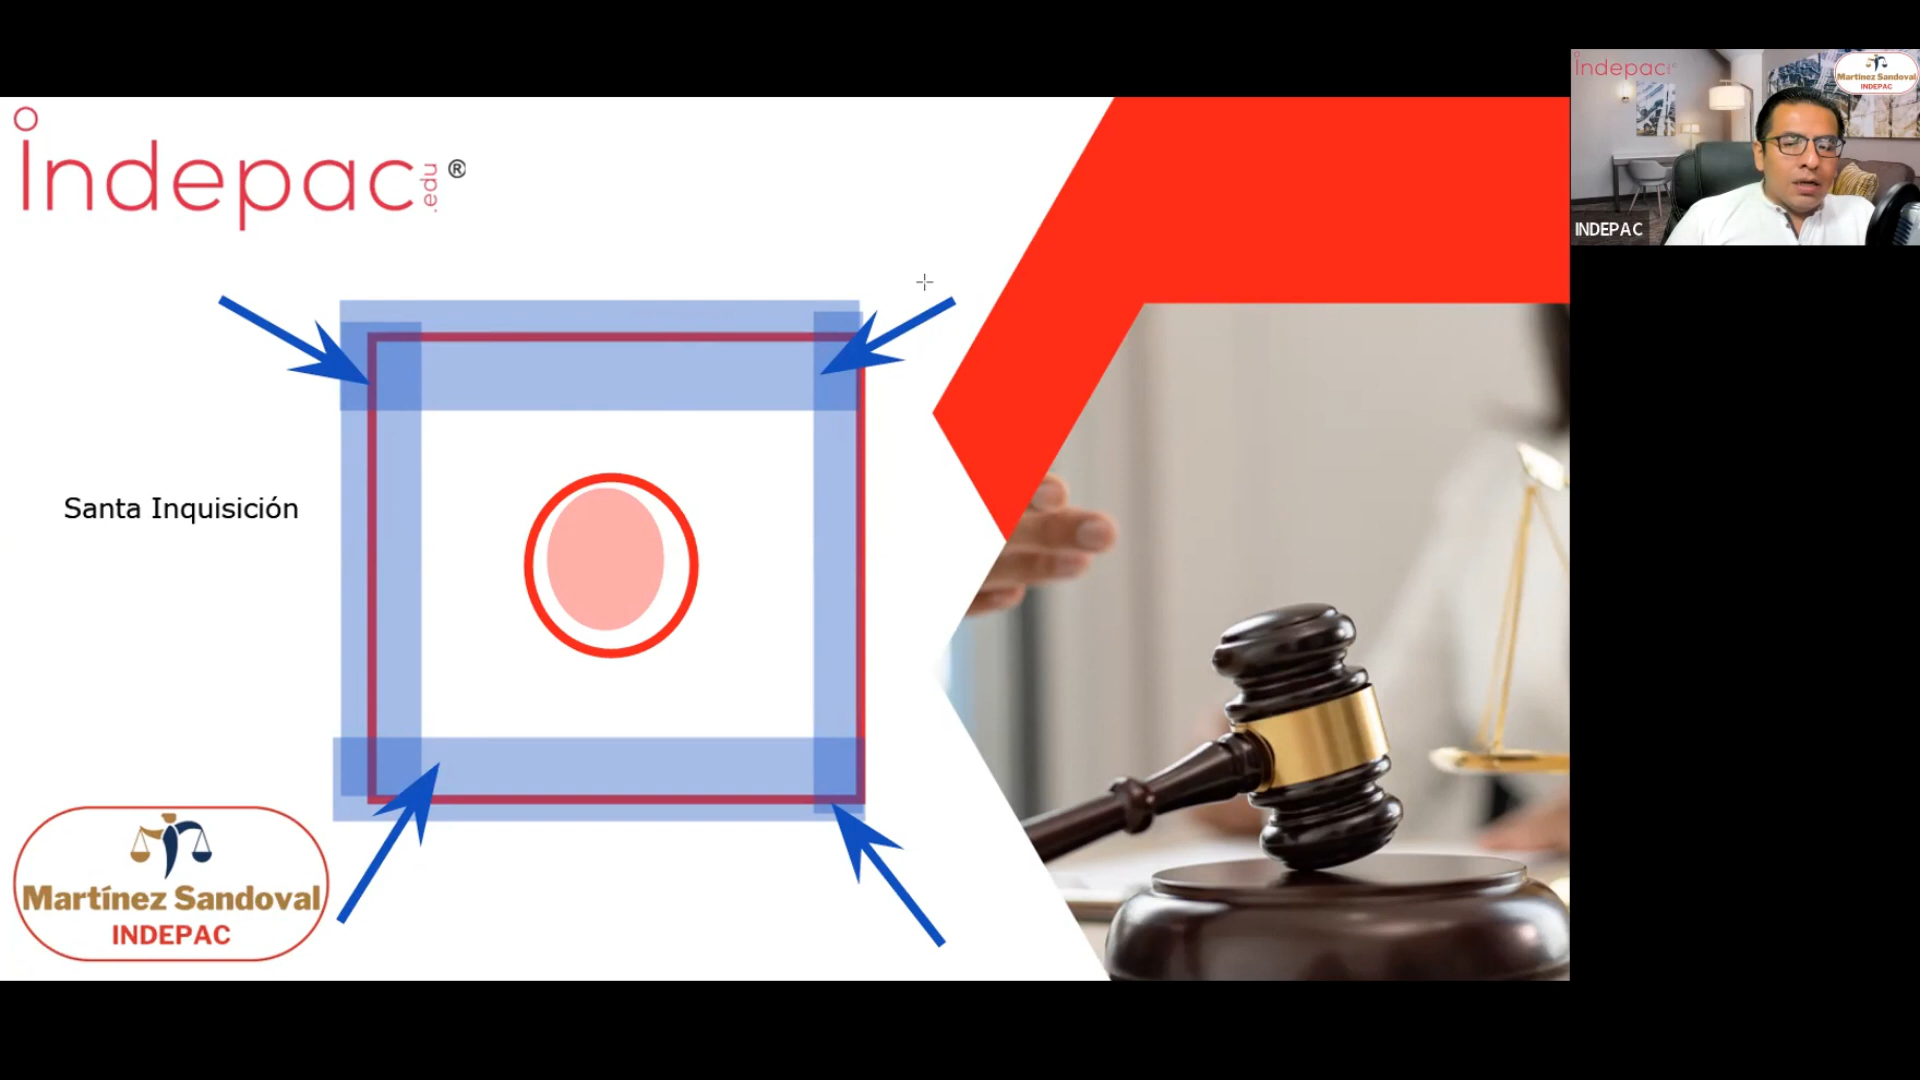 indepac.edu®
Santa Inquisición
Martínez Sandoval
INDEPAC
indepac
Martínez Sandoval
INDEPAC
INDEPAC